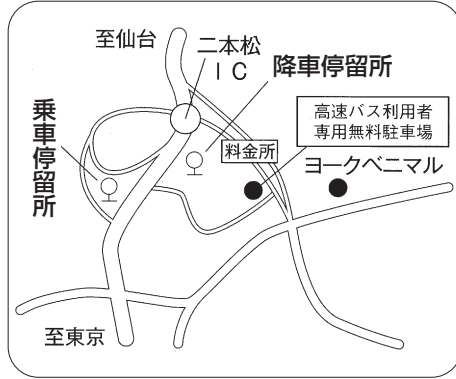 至仙台
二本松
IC
降車停留所
乗車停留所
高速バス利用者
専用無料駐車場
料金所
ヨークベニマル
至東京